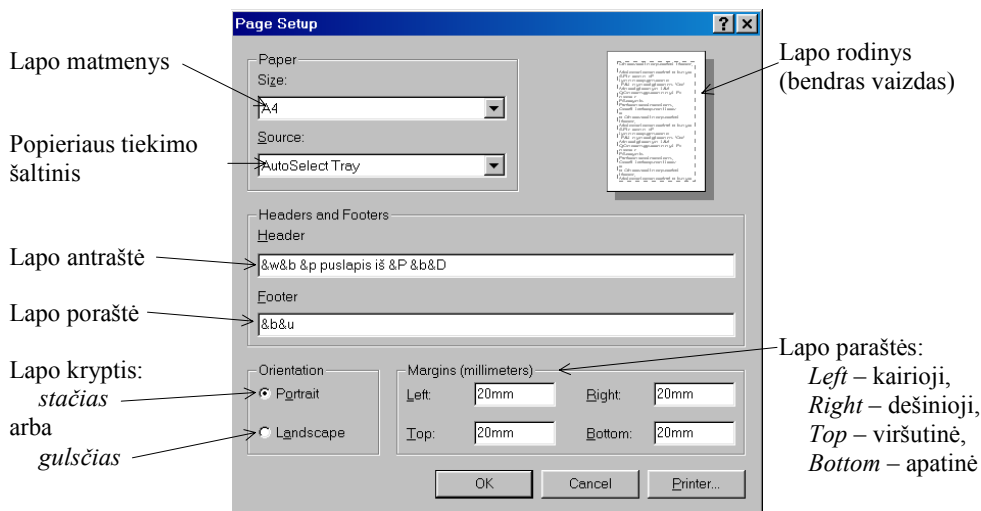 Lapo matmenys
Popieriaus tiekimo
šaltinis
Lapo antraštė
Lapo poraštė
Lapo kryptis:
stačias
arba
gulsčias
Page Setup
Paper
Size:
A4
Source:
AutoSelect Tray
Headers and Footers
Header
&w&b &p puslapis iš &P &b&D
Footer
&b&u
Orientation
Portrait
Landscape
Margins (millimeters)
Left: 20mm Right: 20mm
Top: 20mm Bottom: 20mm
OK Cancel Printer...
Lapo rodinys
(bendras vaizdas)
Lapo paraštės:
Left – kairioji,
Right – dešinioji,
Top – viršutinė,
Bottom – apatinė